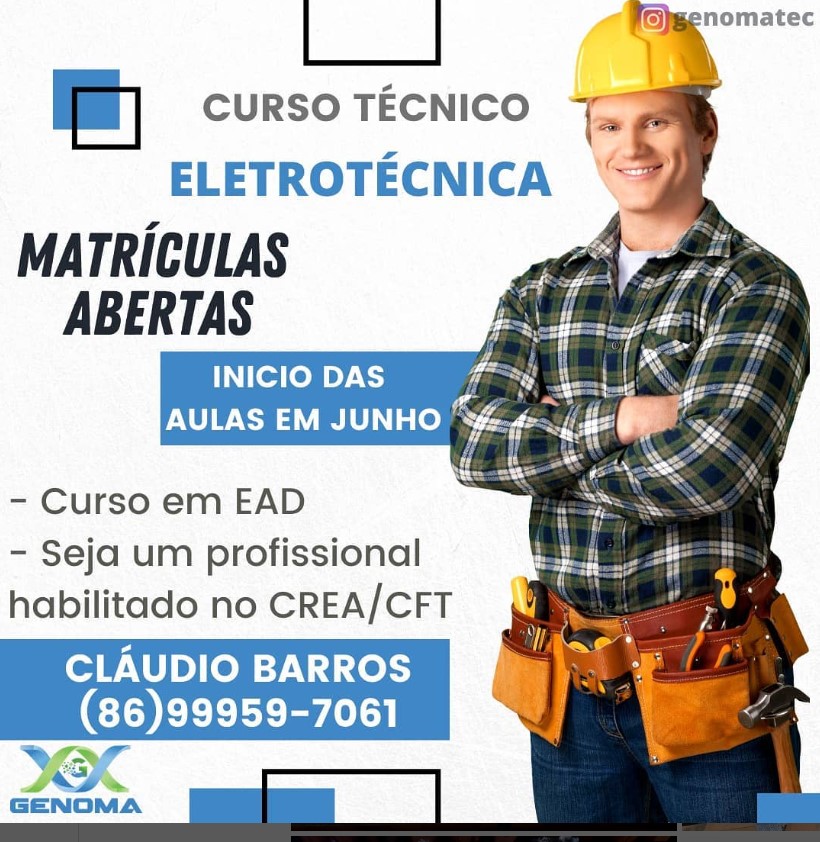 genomatec
CURSO TÉCNICO
ELETROTÉCNICA
MATRÍCULAS
ABERTAS
INICIO DAS
AULAS EM JUNHO
- Curso em EAD
- Seja um profissional
habilitado no CREA/CFT
CLÁUDIO BARROS
(86)99959-7061
G
GENOMA